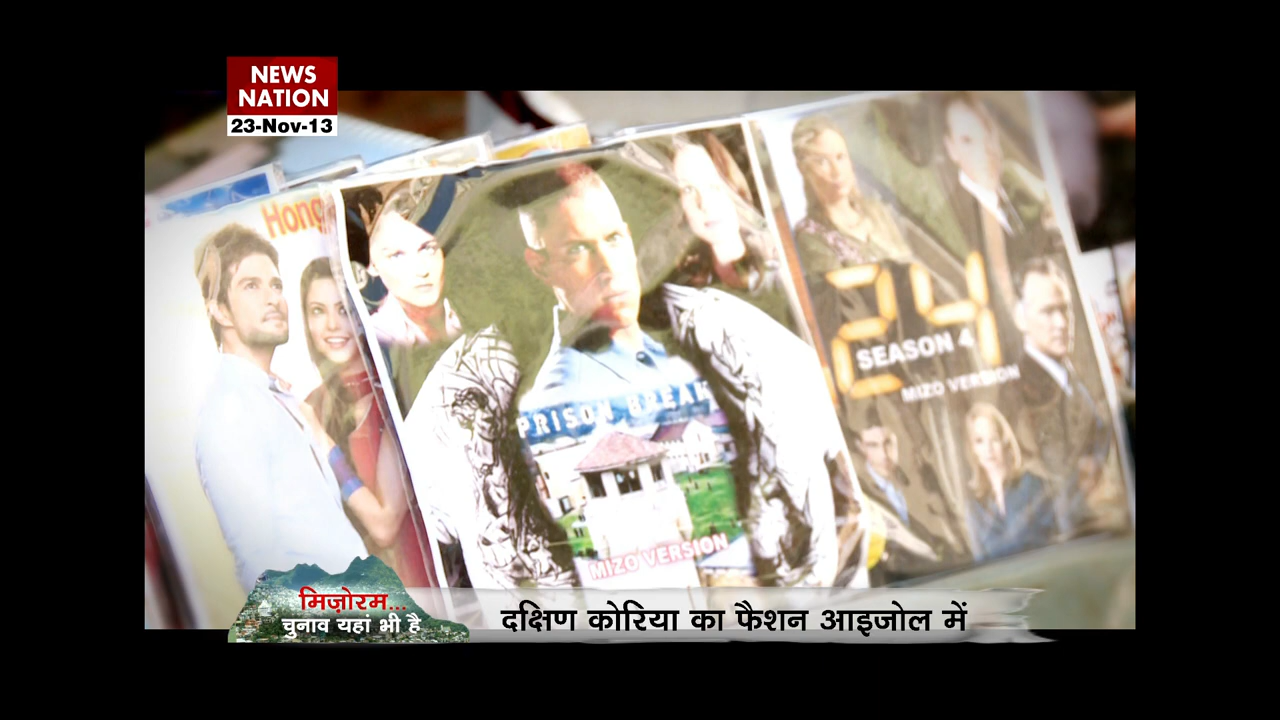 NEWS
NATION
23-Nov-13
Hong
PRISON BREAK
MIZO VERSION
24
SEASON 4
MIZO VERSION
मिज़ोरम...
चुनाव यहां भी है
दक्षिण कोरिया का फैशन आइजोल में